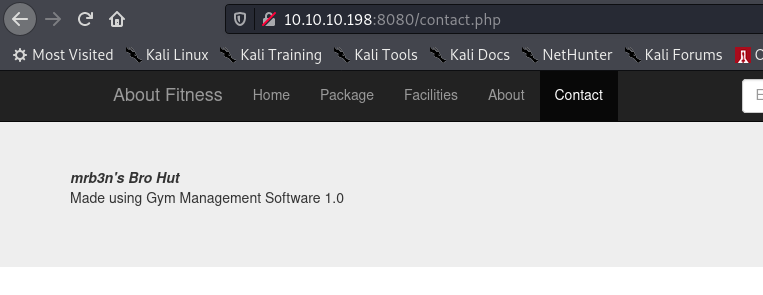 10.10.10.198:8080/contact.php
Most Visited Kali Linux Kali Training Kali Tools Kali Docs NetHunter Kali Forums
About Fitness Home Package Facilities About Contact
mrb3n's Bro Hut
Made using Gym Management Software 1.0